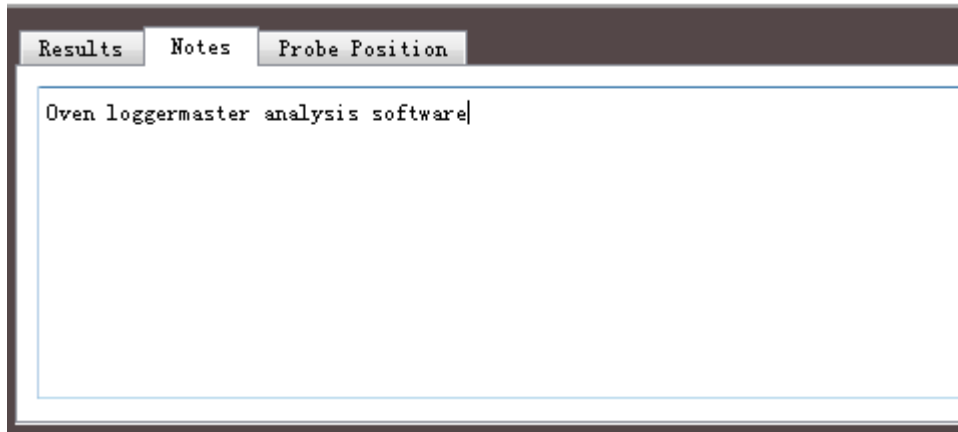 Results Notes Probe Position
Oven loggermaster analysis software